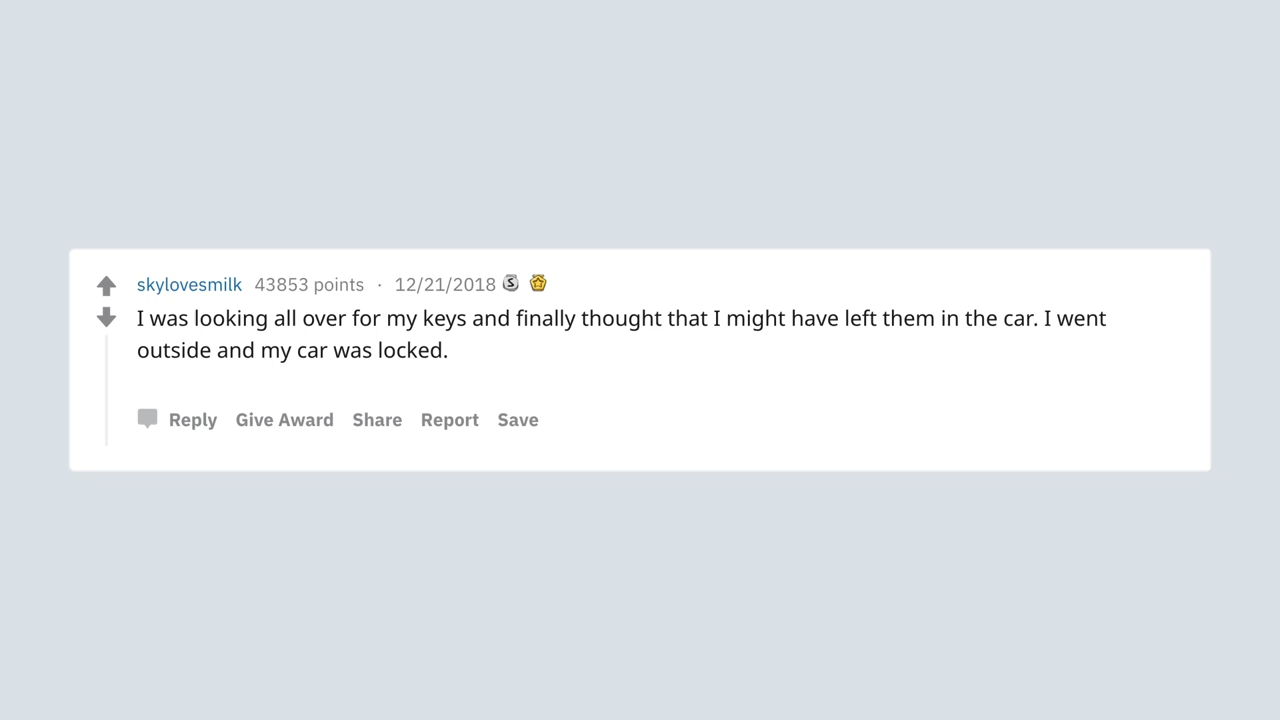 skylovesmilk 43853 points · 12/21/2018
I was looking all over for my keys and finally thought that I might have left them in the car. I went
outside and my car was locked.
Reply Give Award Share Report Save